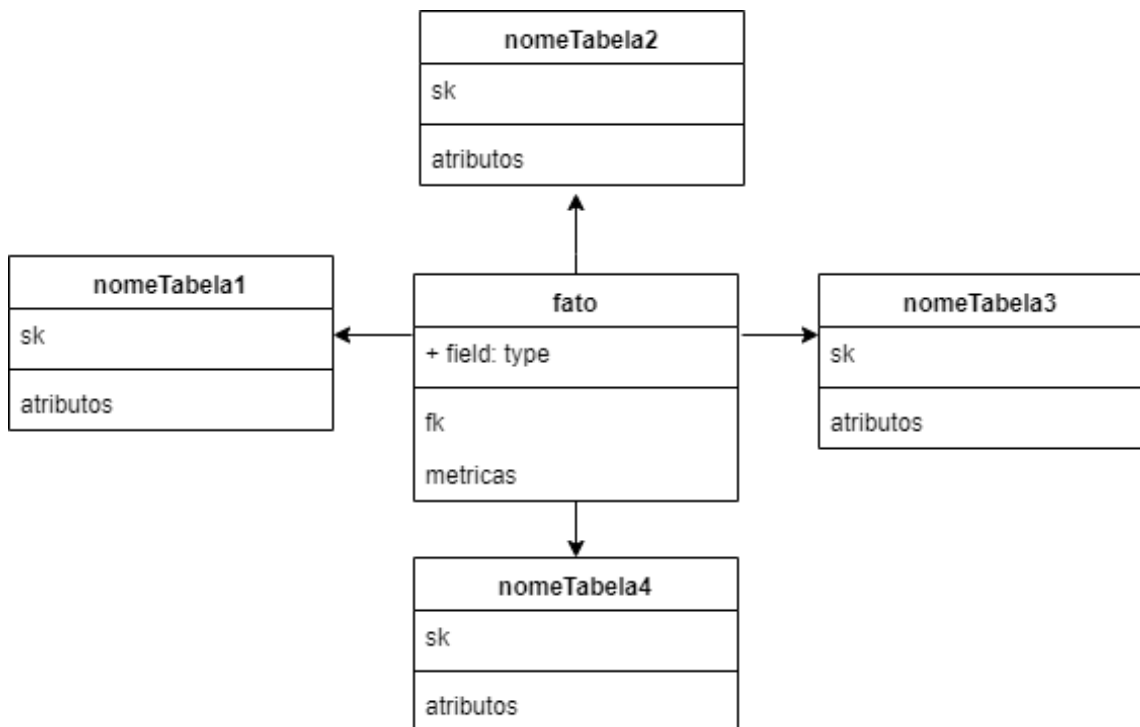 nomeTabela2
sk
atributos
nomeTabela1
sk
atributos
fato
+ field: type
fk
metricas
nomeTabela3
sk
atributos
nomeTabela4
sk
atributos